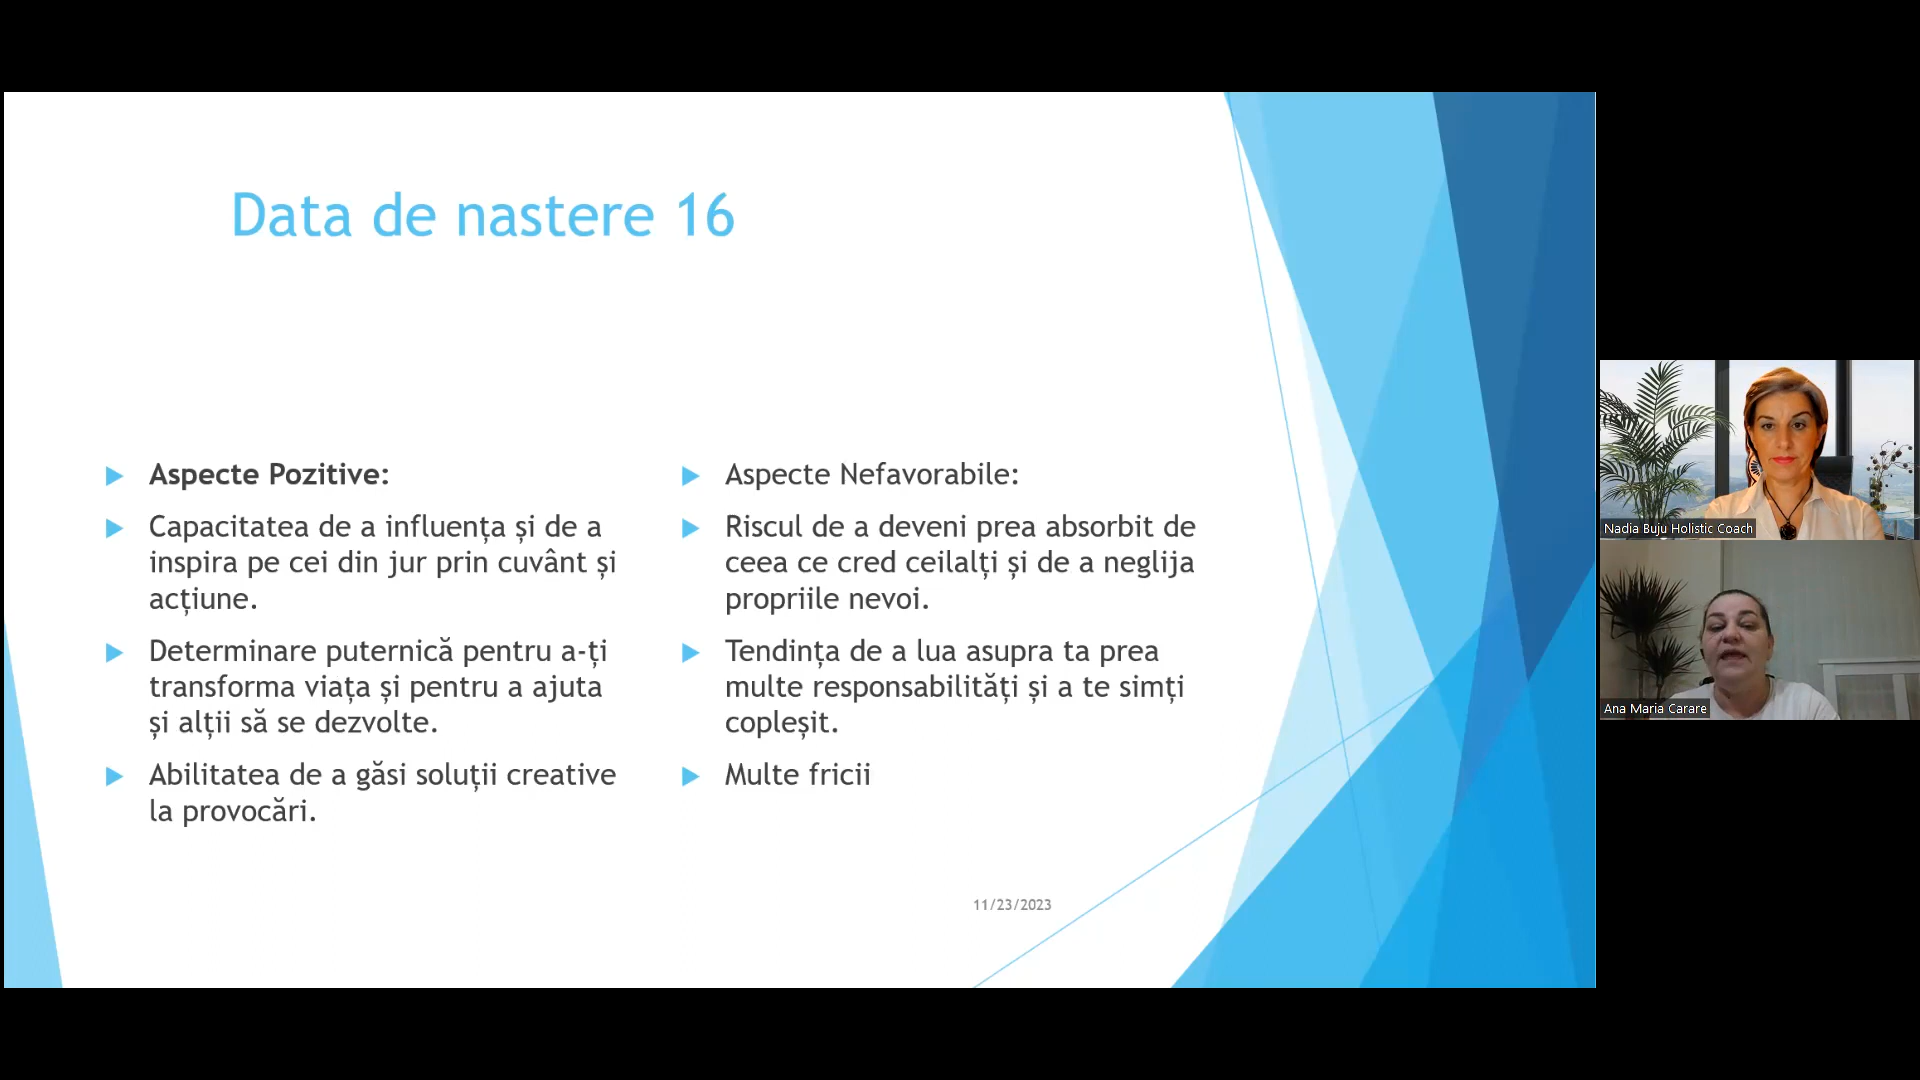 Data de nastere 16
Aspecte Pozitive:
Capacitatea de a influența și de a
inspira pe cei din jur prin cuvânt și
acțiune.
Determinare puternică pentru a-ți
transforma viața și pentru a ajuta
și alții să se dezvolte.
Abilitatea de a găsi soluții creative
la provocări.
Aspecte Nefavorabile:
Riscul de a deveni prea absorbit de
ceea ce cred ceilalți și de a neglija
propriile nevoi.
Tendința de a lua asupra ta prea
multe responsabilități și a te simți
copleșit.
Multe fricii
11/23/2023
Nadia Buju Holistic Coach
Ana Maria Carare